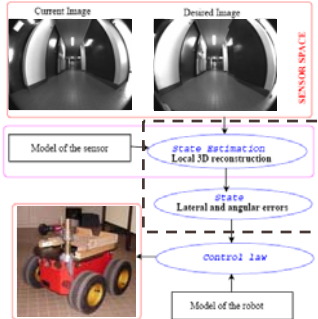 Current Image
Desired Image
SENSOR SPACE
State Estimation
Local 3D reconstruction
Model of the sensor
State
Lateral and angular errors
Control law
Model of the robot